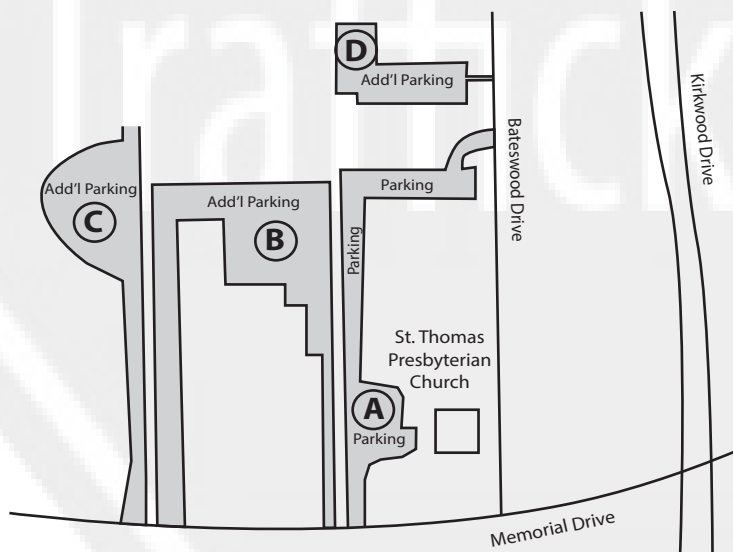 Traffick
D
Add'l Parking
Kirkwood Drive
Bateswood Drive
Add'l Parking
C
Add'l Parking
B
Parking
Parking
St. Thomas
Presbyterian
Church
A
Parking
Memorial Drive